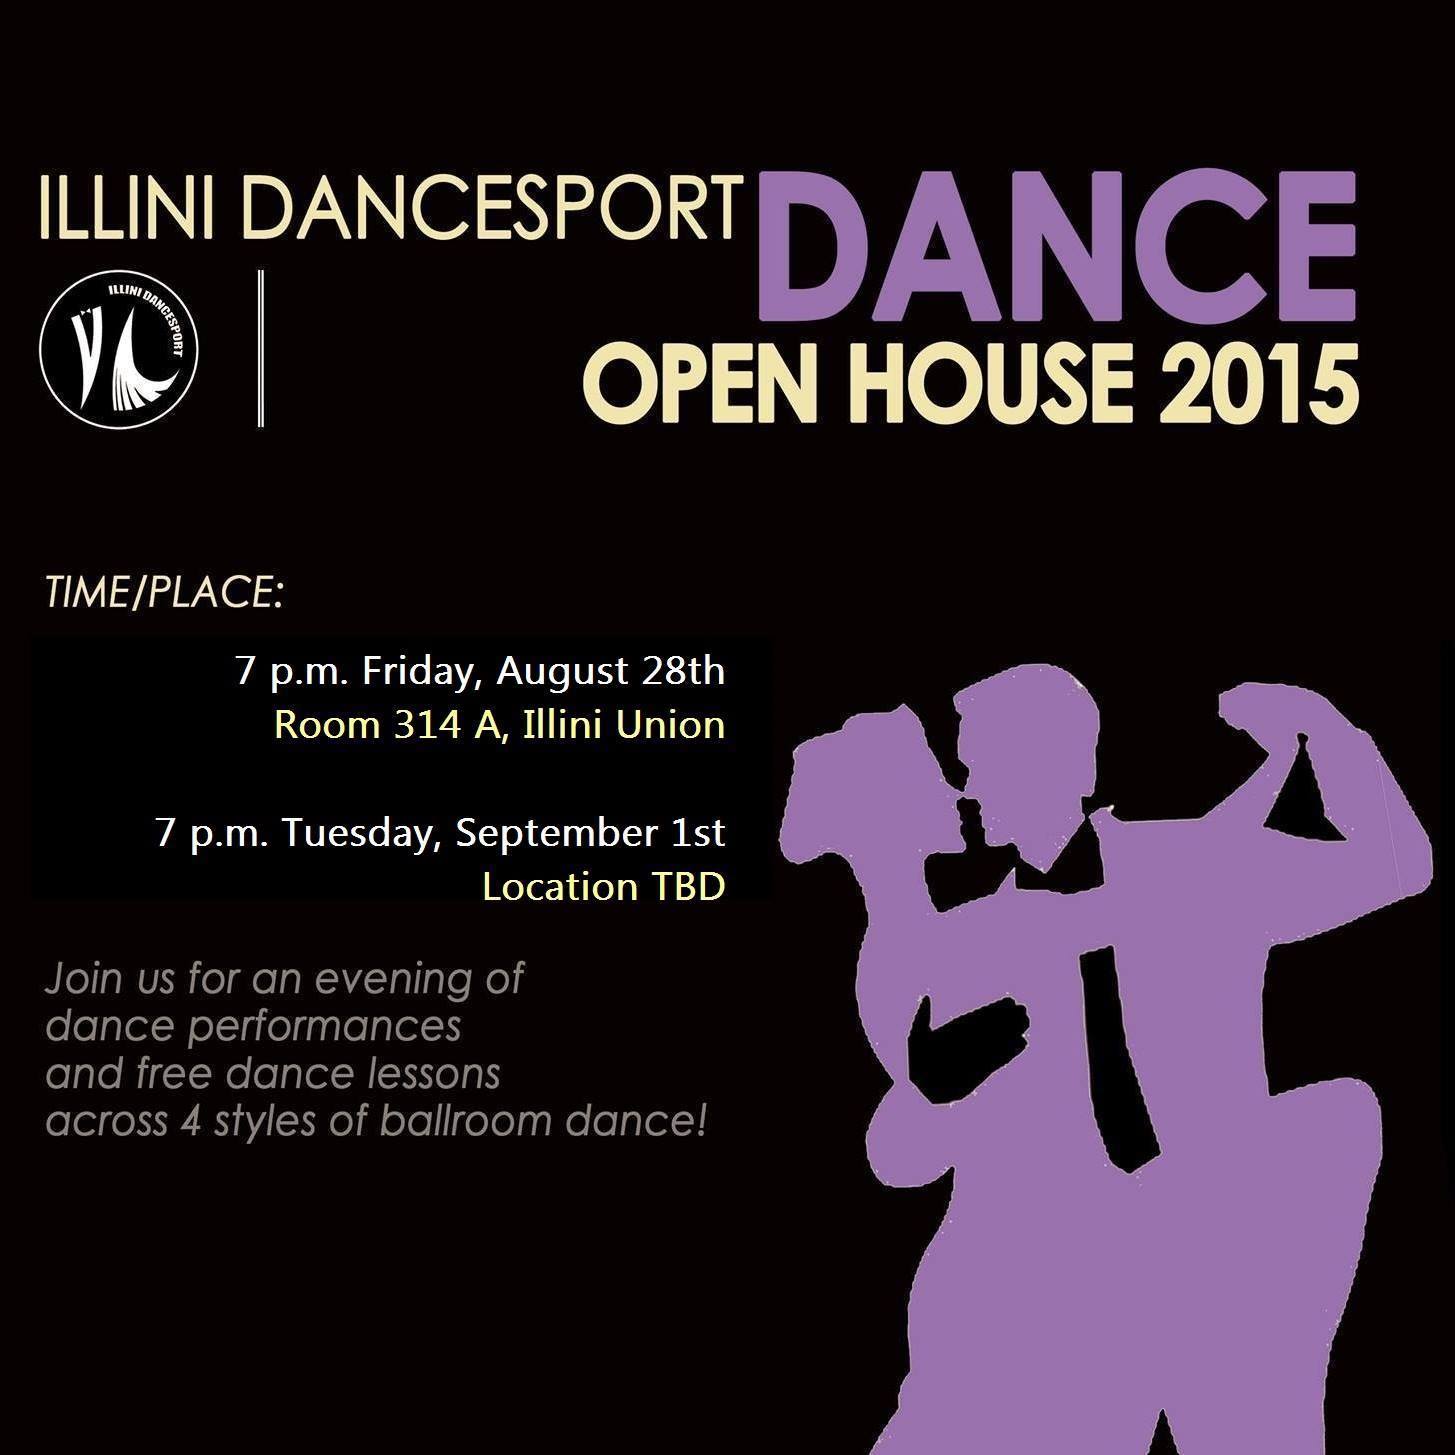 ILLINI DANCESPORT DANCE
ILLINI DANCESPORT
OPEN HOUSE 2015
TIME/PLACE:
7 p.m. Friday, August 28th
Room 314 A, Illini Union
7 p.m. Tuesday, September 1st
Location TBD
Join us for an evening of
dance performances
and free dance lessons
across 4 styles of ballroom dance!